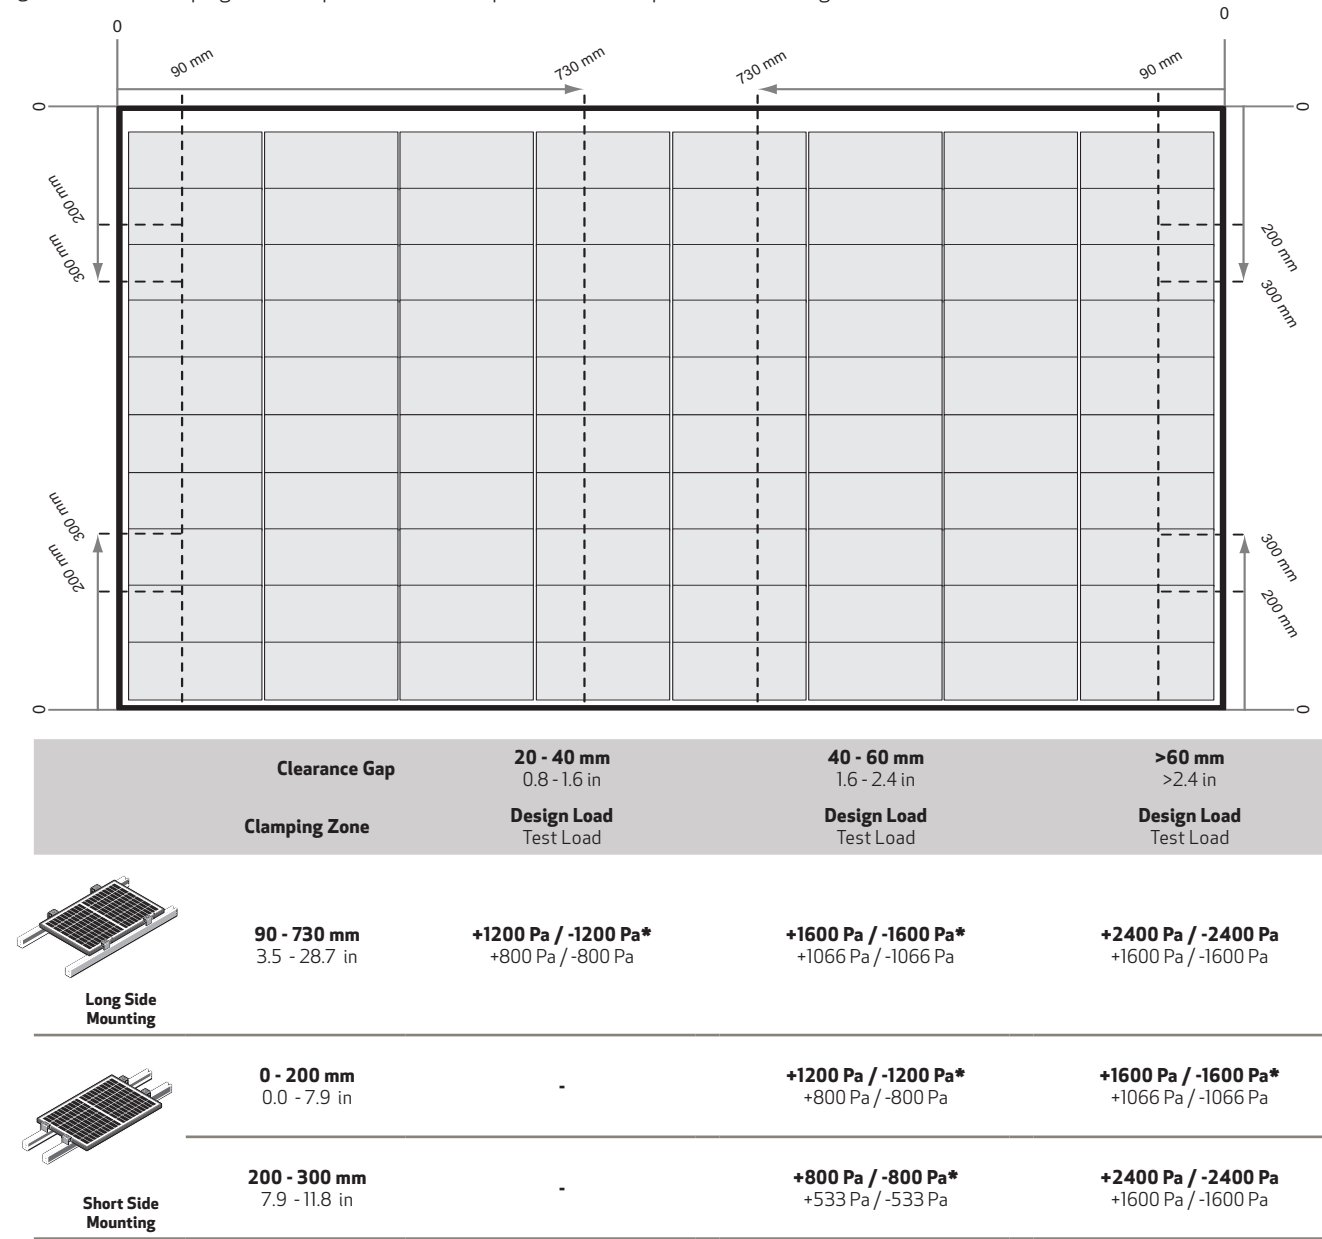 0
0
90 mm
730 mm
730 mm
90 mm
0
0
200 mm
300 mm
200 mm
300 mm
300 mm
200 mm
300 mm
200 mm
0
0
Clearance Gap
20 - 40 mm
0.8 - 1.6 in
40 - 60 mm
1.6 - 2.4 in
>60 mm
>2.4 in
Clamping Zone
Design Load
Test Load
Design Load
Test Load
Design Load
Test Load
Long Side
Mounting
90 - 730 mm
3.5 - 28.7 in
+1200 Pa / -1200 Pa*
+800 Pa / -800 Pa
+1600 Pa / -1600 Pa*
+1066 Pa / -1066 Pa
+2400 Pa / -2400 Pa
+1600 Pa / -1600 Pa
Short Side
Mounting
0 - 200 mm
0.0 - 7.9 in
-
+1200 Pa / -1200 Pa*
+800 Pa / -800 Pa
+1600 Pa / -1600 Pa*
+1066 Pa / -1066 Pa
200 - 300 mm
7.9 - 11.8 in
-
+800 Pa / -800 Pa*
+533 Pa / -533 Pa
+2400 Pa / -2400 Pa
+1600 Pa / -1600 Pa